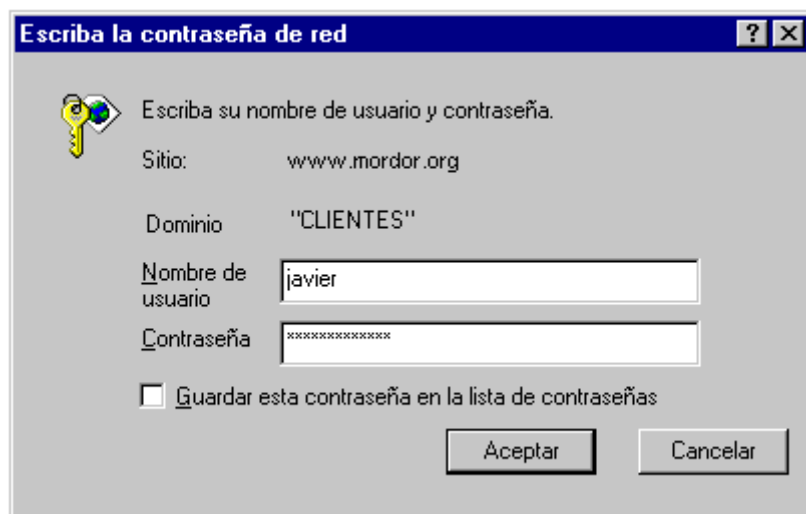 Escriba la contraseña de red
Escriba su nombre de usuario y contraseña.
Sitio: www.mordor.org
Dominio "CLIENTES"
Nombre de usuario javier
Contraseña *************
Guardar esta contraseña en la lista de contraseñas
Aceptar Cancelar